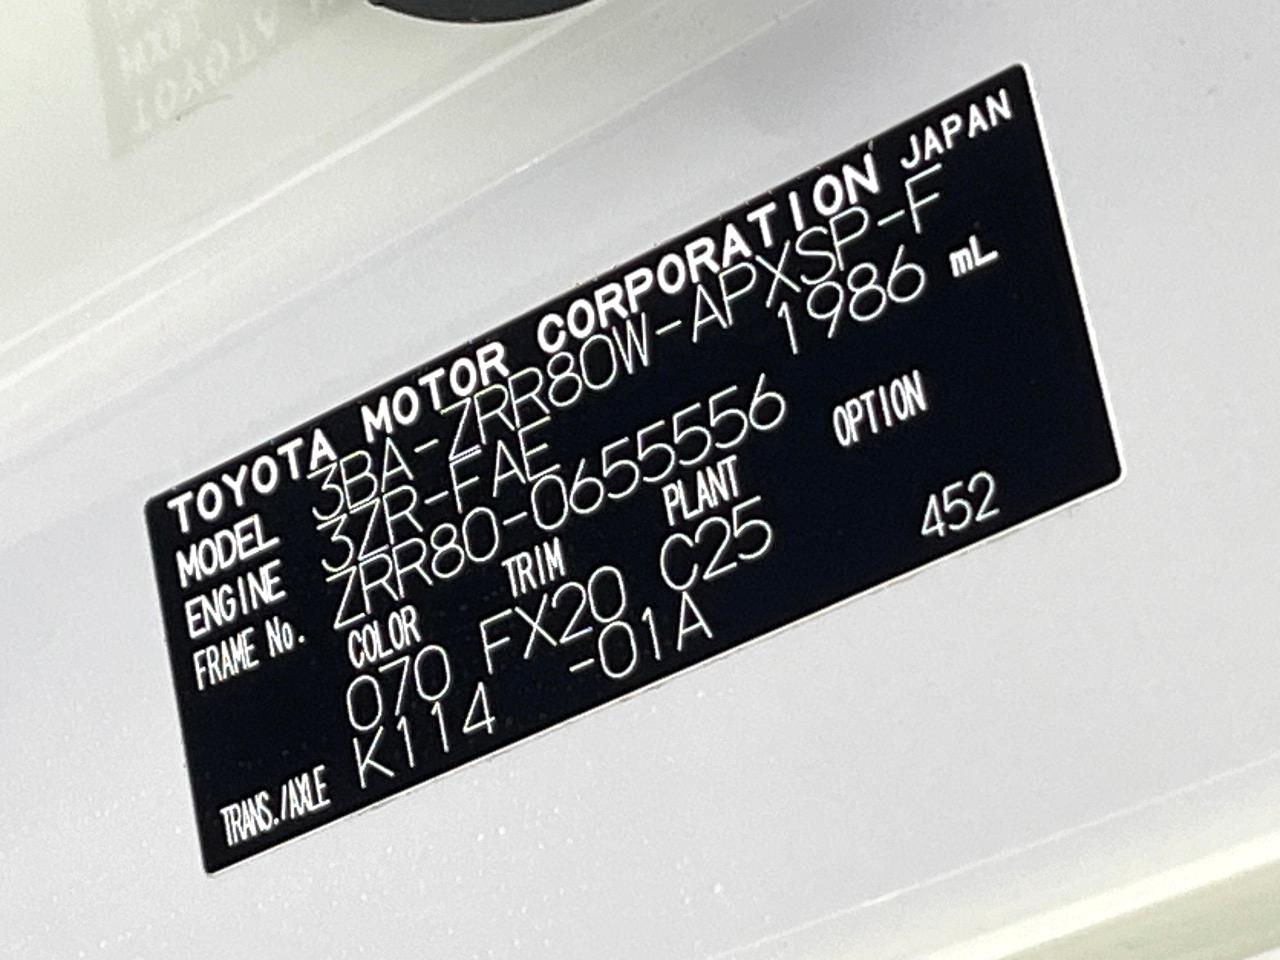 TOYOTA MOTOR CORPORATION JAPAN
MODEL 3BA-ZRR80W-APXSP-F
ENGINE 3ZR-FAE 1986 mL
FRAME No. ZRR80-0655556
COLOR TRIM PLANT OPTION
070 FX20 C25 452
TRANS./AXLE K114 -01A